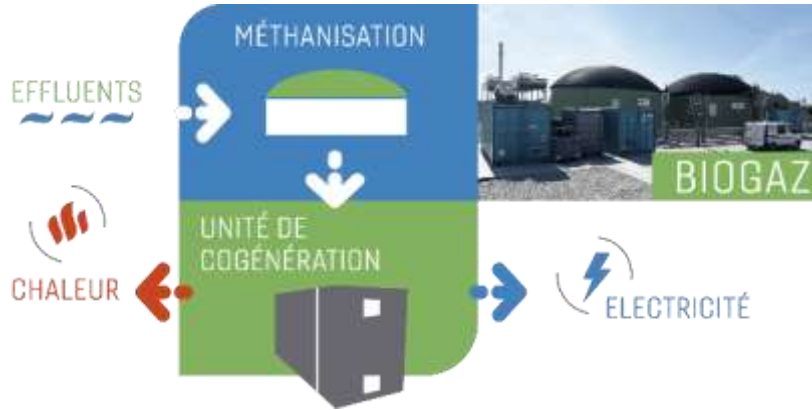 MÉTHANISATION
EFFLUENTS
BIOGAZ
UNITÉ DE
COGÉNÉRATION
CHALEUR
ELECTRICITÉ